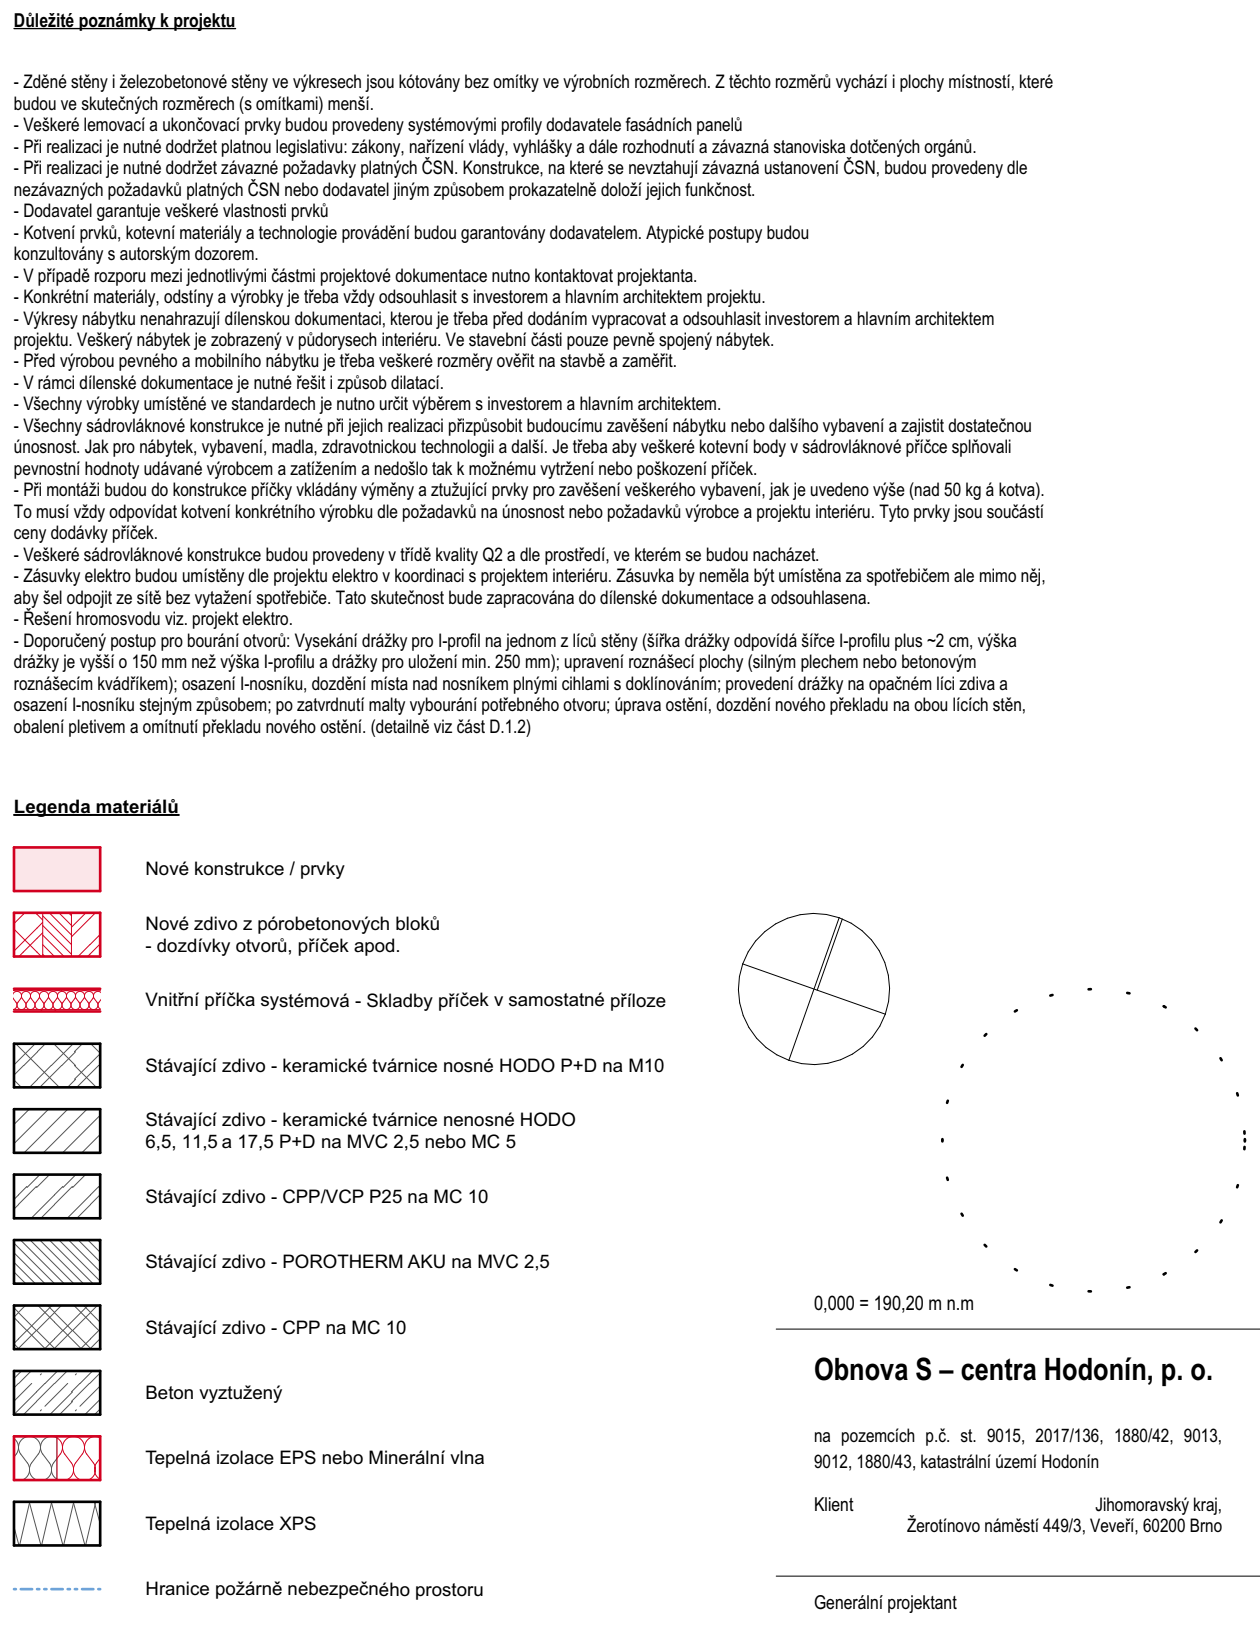 Důležité poznámky k projektu
- Zděné stěny i železobetonové stěny ve výkresech jsou kótovány bez omítky ve výrobních rozměrech. Z těchto rozměrů vychází i plochy místností, které
budou ve skutečných rozměrech (s omítkami) menší.
- Veškeré lemovací a ukončovací prvky budou provedeny systémovými profily dodavatele fasádních panelů
- Při realizaci je nutné dodržet platnou legislativu: zákony, nařízení vlády, vyhlášky a dále rozhodnutí a závazná stanoviska dotčených orgánů.
- Při realizaci je nutné dodržet závazné požadavky platných ČSN. Konstrukce, na které se nevztahují závazná ustanovení ČSN, budou provedeny dle
nezávazných požadavků platných ČSN nebo dodavatel jiným způsobem prokazatelně doloží jejich funkčnost.
- Dodavatel garantuje veškeré vlastnosti prvků
- Kotvení prvků, kotevní materiály a technologie provádění budou garantovány dodavatelem. Atypické postupy budou
konzultovány s autorským dozorem.
- V případě rozporu mezi jednotlivými částmi projektové dokumentace nutno kontaktovat projektanta.
- Konkrétní materiály, odstíny a výrobky je třeba vždy odsouhlasit s investorem a hlavním architektem projektu.
- Výkresy nábytku nenahrazují dílenskou dokumentaci, kterou je třeba před dodáním vypracovat a odsouhlasit investorem a hlavním architektem
projektu. Veškerý nábytek je zobrazený v půdorysech interiéru. Ve stavební části pouze pevně spojený nábytek.
- Před výrobou pevného a mobilního nábytku je třeba veškeré rozměry ověřit na stavbě a zaměřit.
- V rámci dílenské dokumentace je nutné řešit i způsob dilatací.
- Všechny výrobky umístěné ve standardech je nutno určit výběrem s investorem a hlavním architektem.
- Všechny sádrovláknové konstrukce je nutné při jejich realizaci přizpůsobit budoucímu zavěšení nábytku nebo dalšího vybavení a zajistit dostatečnou
únosnost. Jak pro nábytek, vybavení, madla, zdravotnickou technologii a další. Je třeba aby veškeré kotevní body v sádrovláknové příčce splňovali
pevnostní hodnoty udávané výrobcem a zatížením a nedošlo tak k možnému vytržení nebo poškození příček.
- Při montáži budou do konstrukce příčky vkládány výměny a ztužující prvky pro zavěšení veškerého vybavení, jak je uvedeno výše (nad 50 kg á kotva).
To musí vždy odpovídat kotvení konkrétního výrobku dle požadavků na únosnost nebo požadavků výrobce a projektu interiéru. Tyto prvky jsou součástí
ceny dodávky příček.
- Veškeré sádrovláknové konstrukce budou provedeny v třídě kvality Q2 a dle prostředí, ve kterém se budou nacházet.
- Zásuvky elektro budou umístěny dle projektu elektro v koordinaci s projektem interiéru. Zásuvka by neměla být umístěna za spotřebičem ale mimo něj,
aby šel odpojit ze sítě bez vytažení spotřebiče. Tato skutečnost bude zapracována do dílenské dokumentace a odsouhlasena.
- Řešení hromosvodu viz. projekt elektro.
- Doporučený postup pro bourání otvorů: Vysekání drážky pro I-profil na jednom z líců stěny (šířka drážky odpovídá šířce I-profilu plus ~2 cm, výška
drážky je vyšší o 150 mm než výška I-profilu a drážky pro uložení min. 250 mm); upravení roznášecí plochy (silným plechem nebo betonovým
roznášecím kvádříkem); osazení I-nosníku, dozdění místa nad nosníkem plnými cihlami s doklínováním; provedení drážky na opačném líci zdiva a
osazení I-nosníku stejným způsobem; po zatvrdnutí malty vybourání potřebného otvoru; úprava ostění, dozdění nového překladu na obou lících stěn,
obalení pletivem a omítnutí překladu nového ostění. (detailně viz část D.1.2)
Legenda materiálů
Nové konstrukce / prvky
Nové zdivo z pórobetonových bloků
- dozdívky otvorů, příček apod.
Vnitřní příčka systémová - Skladby příček v samostatné příloze
Stávající zdivo - keramické tvárnice nosné HODO P+D na M10
Stávající zdivo - keramické tvárnice nenosné HODO
6,5, 11,5 a 17,5 P+D na MVC 2,5 nebo MC 5
Stávající zdivo - CPP/VCP P25 na MC 10
Stávající zdivo - POROTHERM AKU na MVC 2,5
Stávající zdivo - CPP na MC 10
Beton vyztužený
Tepelná izolace EPS nebo Minerální vlna
Tepelná izolace XPS
Hranice požárně nebezpečného prostoru
0,000 = 190,20 m n.m
Obnova S – centra Hodonín, p. o.
na pozemcích p.č. st. 9015, 2017/136, 1880/42, 9013,
9012, 1880/43, katastrální území Hodonín
Klient Jihomoravský kraj,
Žerotínovo náměstí 449/3, Veveří, 60200 Brno
Generální projektant